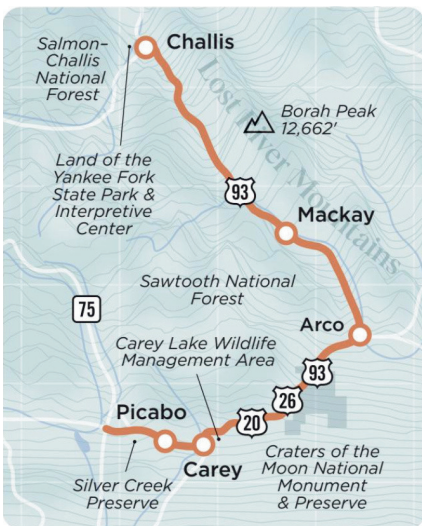 Salmon–
Challis
National
Forest
Challis
Borah Peak
12,662'
Lost River Mountains
Land of the
Yankee Fork
State Park &
Interpretive
Center
93
Mackay
Sawtooth National
Forest
75
Arco
Carey Lake Wildlife
Management Area
93
26
20
Picabo
Carey
Silver Creek
Preserve
Craters of the
Moon National
Monument
& Preserve